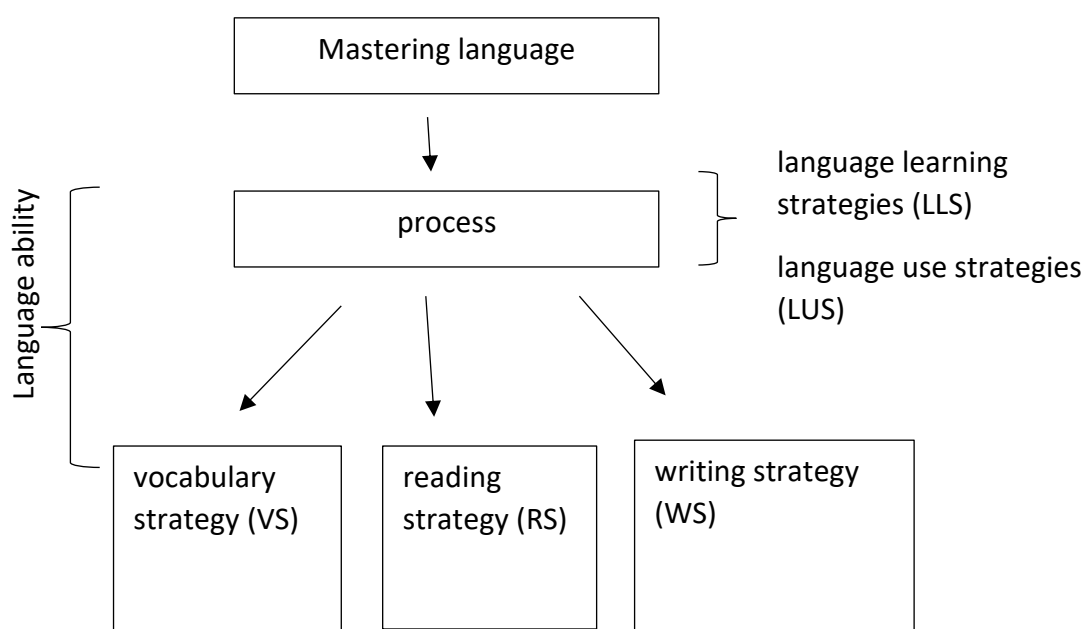 Mastering language
language learning
strategies (LLS)
process
language use strategies
(LUS)
Language ability
vocabulary
strategy (VS)
reading
strategy (RS)
writing strategy
(WS)